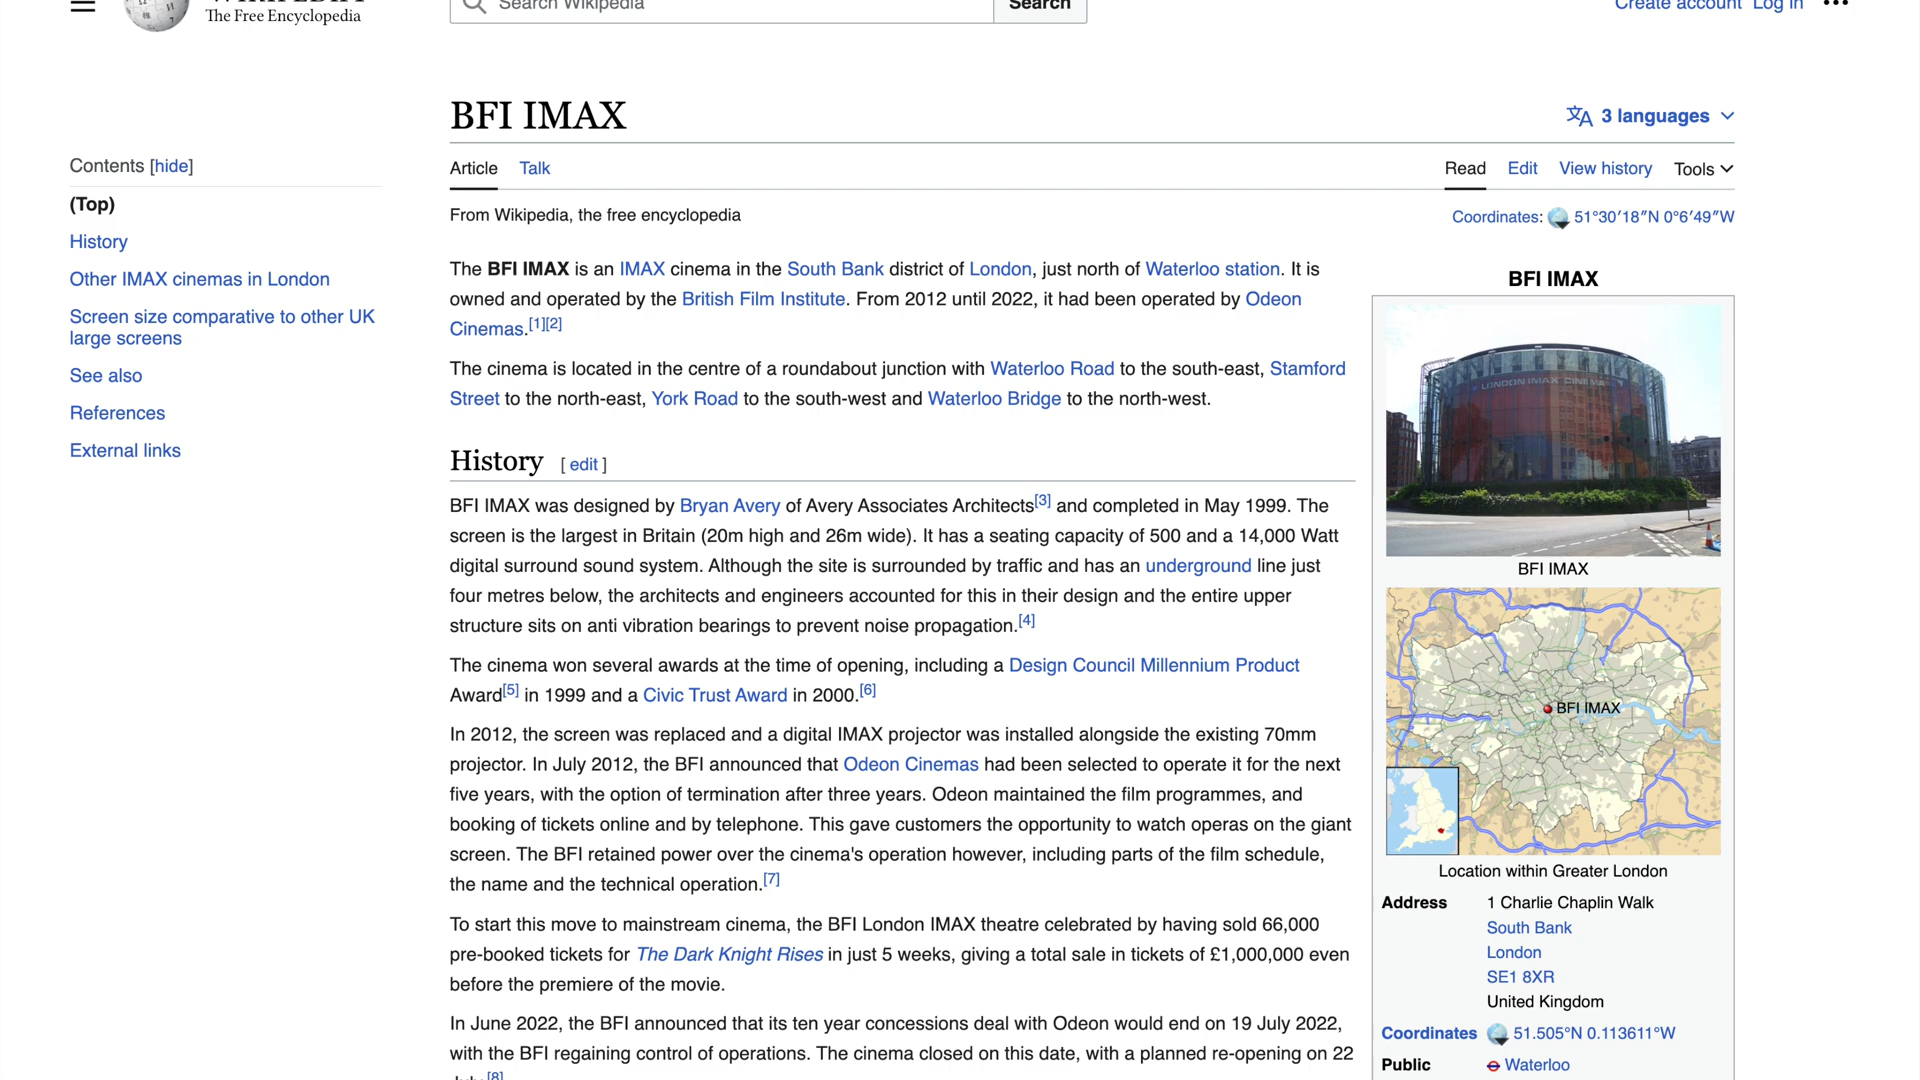 The Free Encyclopedia
Search Wikipedia
Search
Create account Log in
BFI IMAX
3 languages
Contents [hide]
(Top)
History
Other IMAX cinemas in London
Screen size comparative to other UK
large screens
See also
References
External links
Article Talk
Read Edit View history Tools
From Wikipedia, the free encyclopedia
Coordinates: 51°30′18″N 0°6′49″W
The BFI IMAX is an IMAX cinema in the South Bank district of London, just north of Waterloo station. It is
owned and operated by the British Film Institute. From 2012 until 2022, it had been operated by Odeon
Cinemas.[1][2]
The cinema is located in the centre of a roundabout junction with Waterloo Road to the south-east, Stamford
Street to the north-east, York Road to the south-west and Waterloo Bridge to the north-west.
History [ edit ]
BFI IMAX was designed by Bryan Avery of Avery Associates Architects[3] and completed in May 1999. The
screen is the largest in Britain (20m high and 26m wide). It has a seating capacity of 500 and a 14,000 Watt
digital surround sound system. Although the site is surrounded by traffic and has an underground line just
four metres below, the architects and engineers accounted for this in their design and the entire upper
structure sits on anti vibration bearings to prevent noise propagation.[4]
The cinema won several awards at the time of opening, including a Design Council Millennium Product
Award[5] in 1999 and a Civic Trust Award in 2000.[6]
In 2012, the screen was replaced and a digital IMAX projector was installed alongside the existing 70mm
projector. In July 2012, the BFI announced that Odeon Cinemas had been selected to operate it for the next
five years, with the option of termination after three years. Odeon maintained the film programmes, and
booking of tickets online and by telephone. This gave customers the opportunity to watch operas on the giant
screen. The BFI retained power over the cinema's operation however, including parts of the film schedule,
the name and the technical operation.[7]
To start this move to mainstream cinema, the BFI London IMAX theatre celebrated by having sold 66,000
pre-booked tickets for The Dark Knight Rises in just 5 weeks, giving a total sale in tickets of £1,000,000 even
before the premiere of the movie.
In June 2022, the BFI announced that its ten year concessions deal with Odeon would end on 19 July 2022,
with the BFI regaining control of operations. The cinema closed on this date, with a planned re-opening on 22
[8]
BFI IMAX
LONDON IMAX CINEMA
BFI IMAX
BFI IMAX
Location within Greater London
Address 1 Charlie Chaplin Walk
South Bank
London
SE1 8XR
United Kingdom
Coordinates 51.505°N 0.113611°W
Public Waterloo